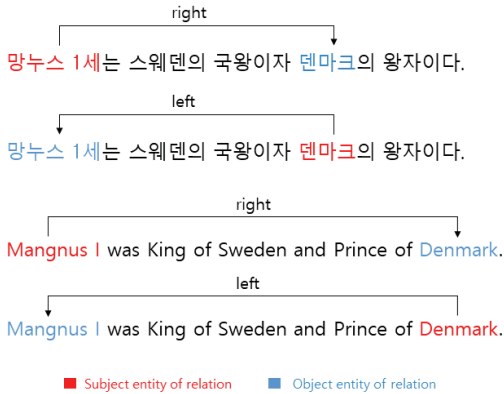 right
망누스 1세는 스웨덴의 국왕이자 덴마크의 왕자이다.
left
망누스 1세는 스웨덴의 국왕이자 덴마크의 왕자이다.
right
Mangnus I was King of Sweden and Prince of Denmark.
left
Mangnus I was King of Sweden and Prince of Denmark.
Subject entity of relation Object entity of relation